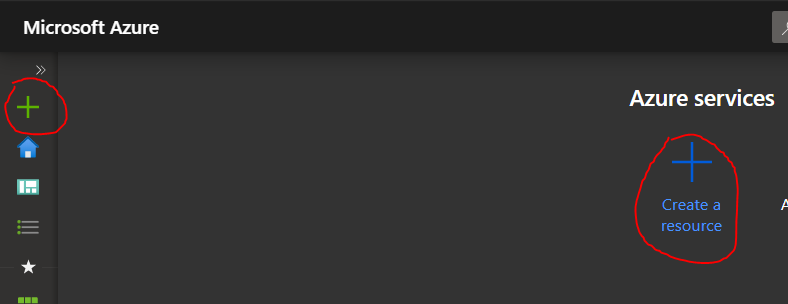 Microsoft Azure
Azure services
Create a
resource
A